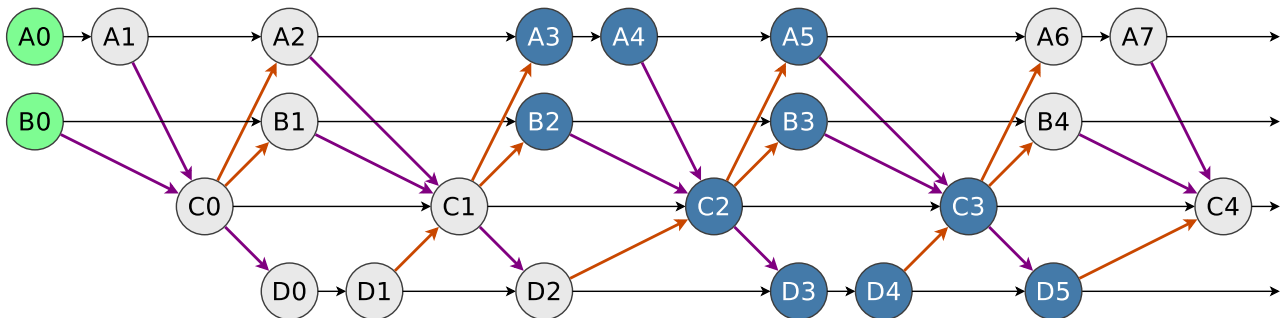 A0 A1 A2 A3 A4 A5 A6 A7
B0 B1 B2 B3 B4
C0 C1 C2 C3 C4
D0 D1 D2 D3 D4 D5